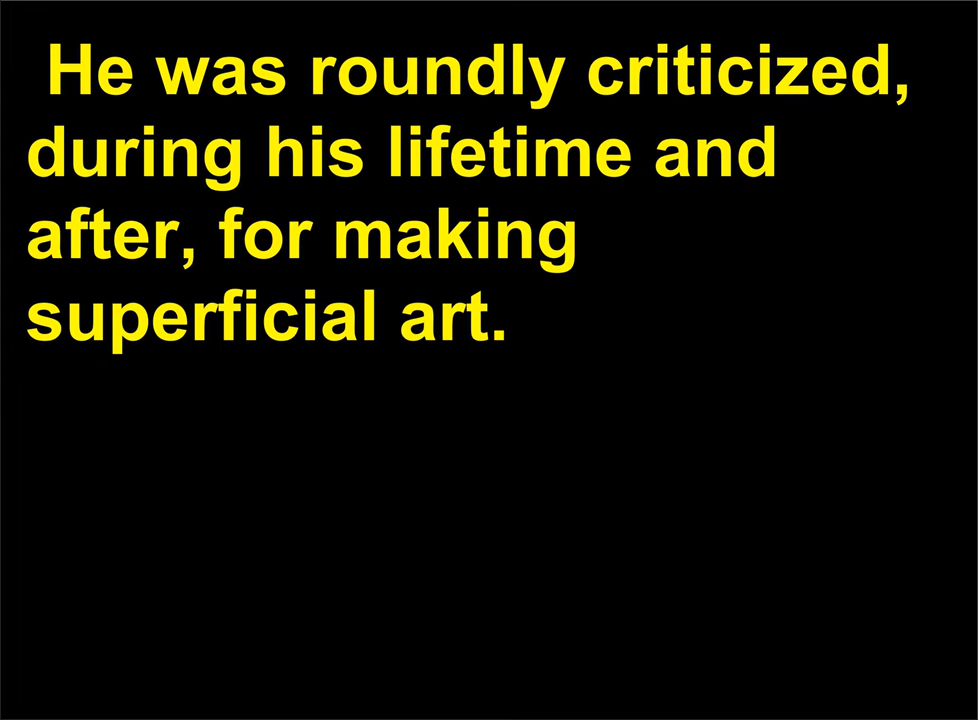 He was roundly criticized,
during his lifetime and
after, for making
superficial art.